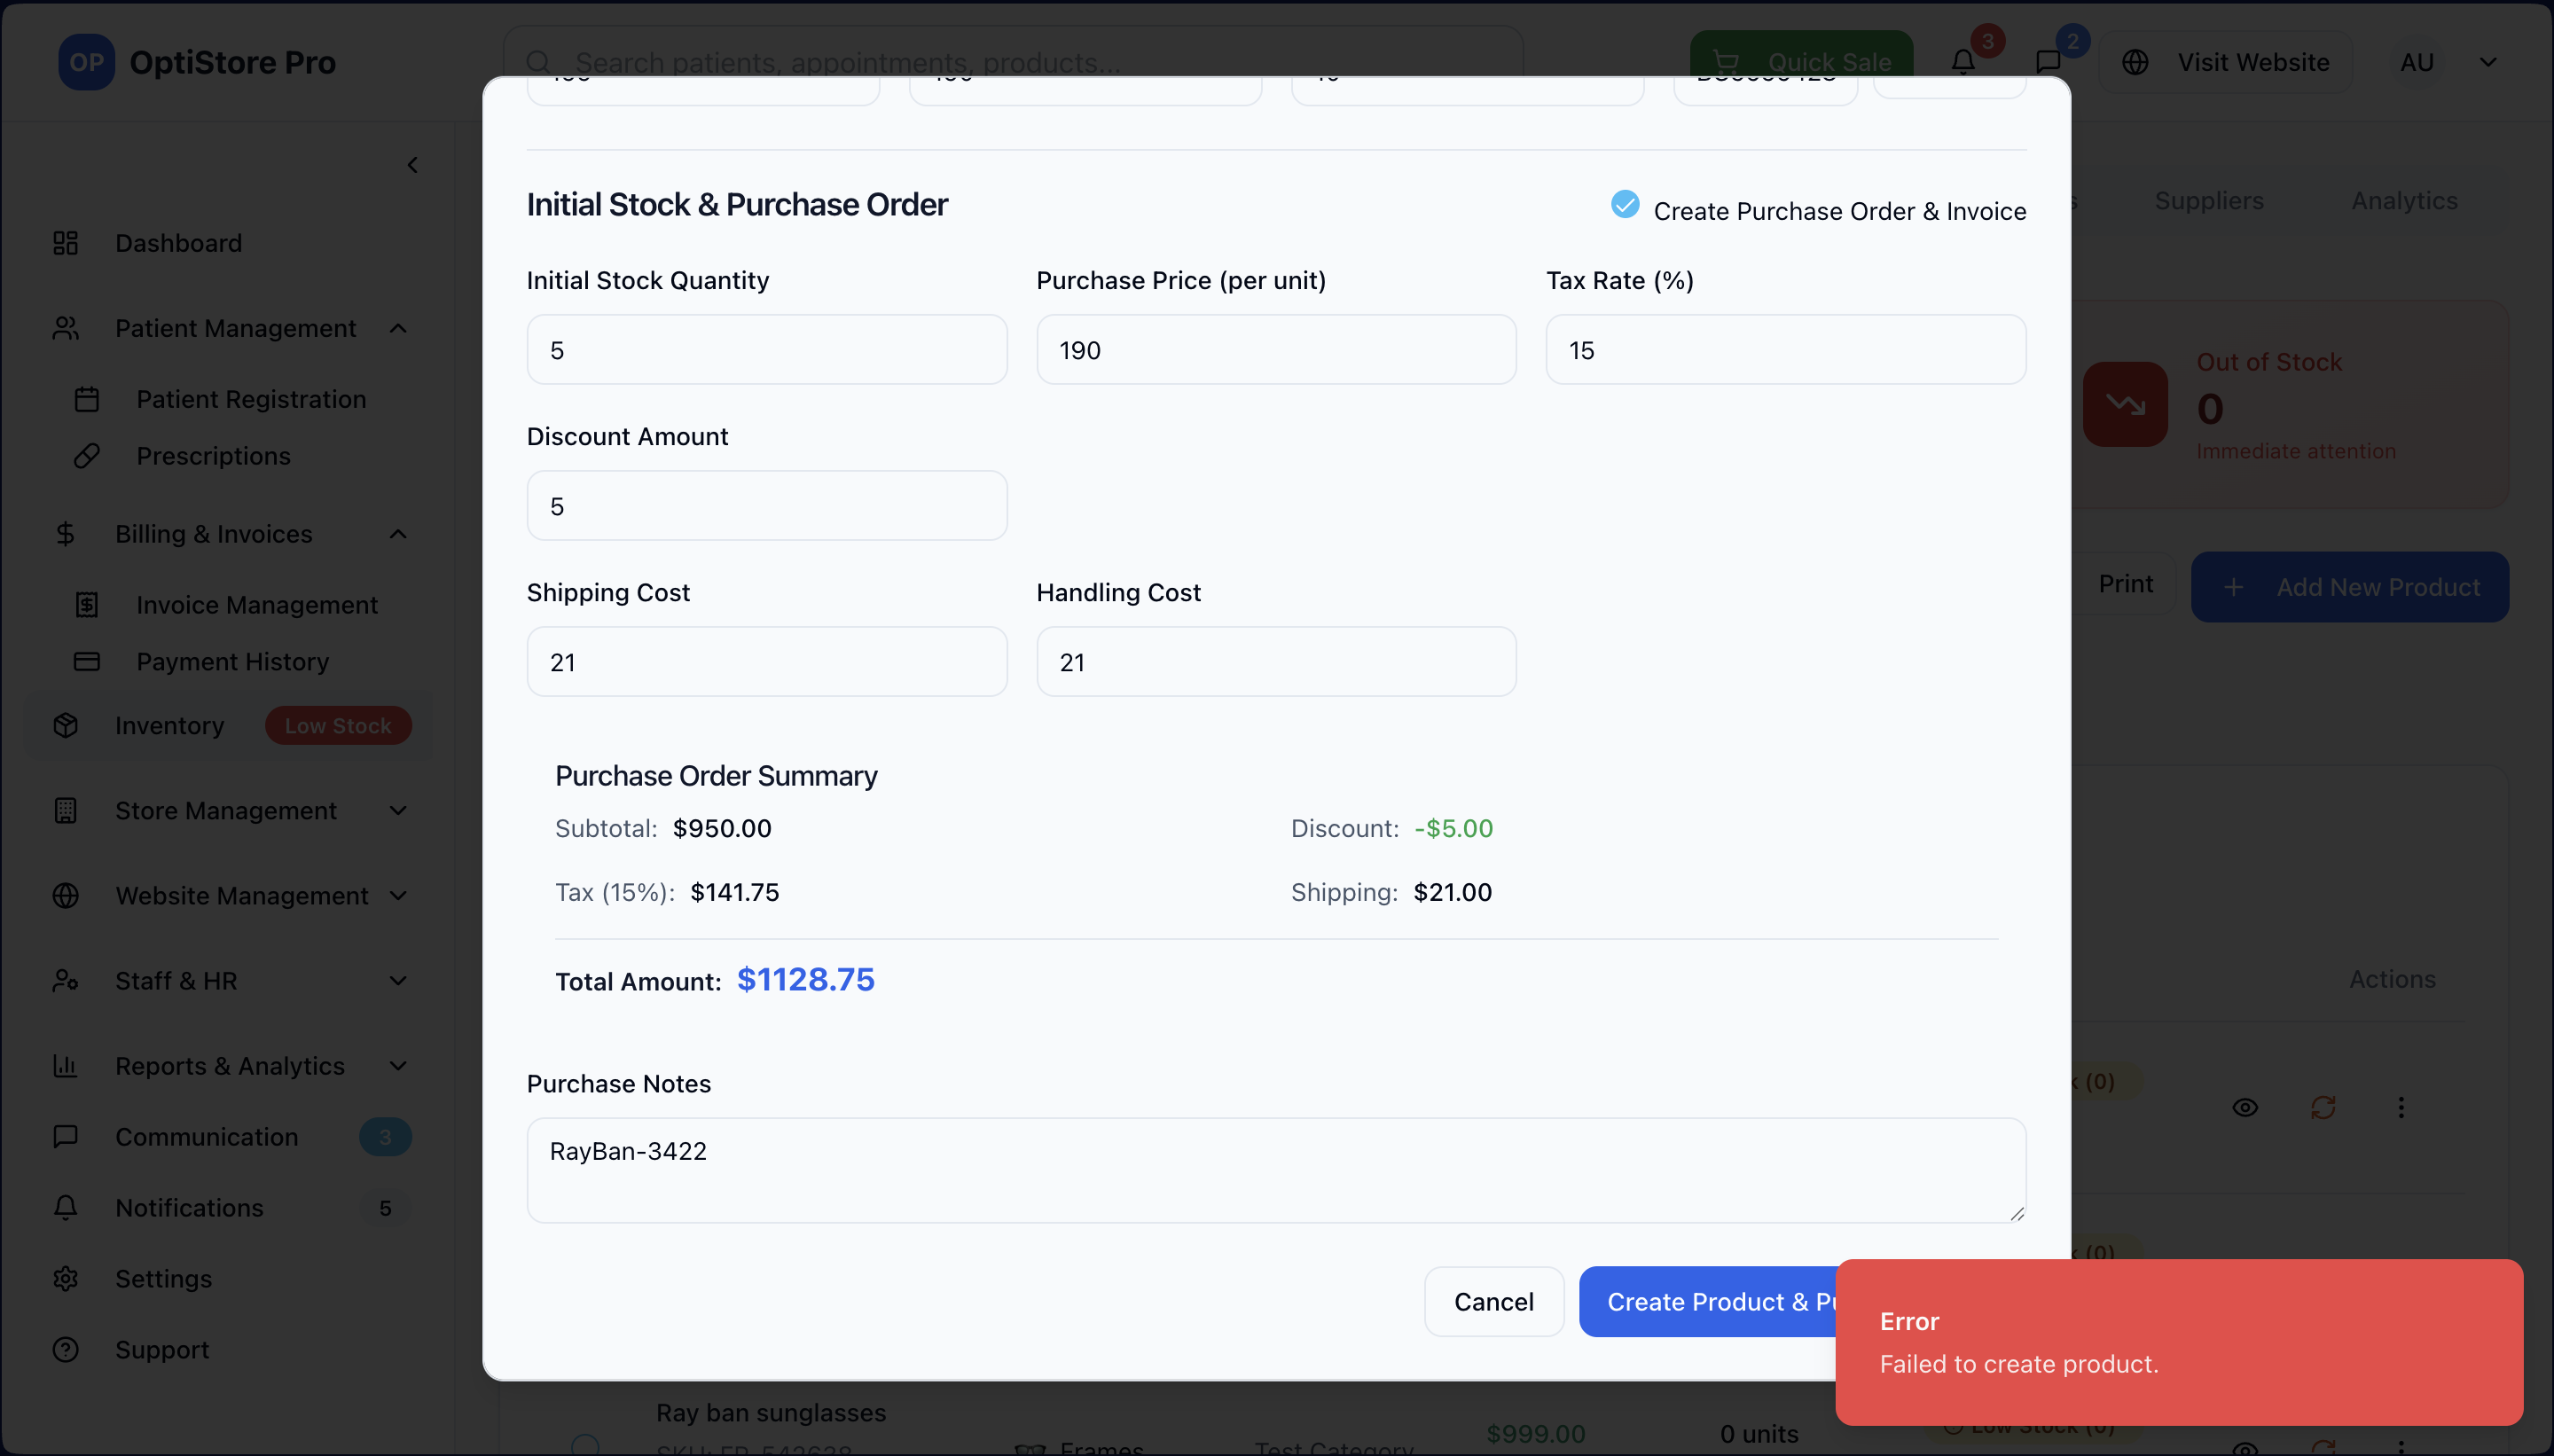 OP OptiStore Pro
Search patients, appointments, products...
Quick Sale
3
2
Visit Website
AU
Suppliers
Analytics
Dashboard
Patient Management
Patient Registration
Prescriptions
Billing & Invoices
Invoice Management
Payment History
Inventory
Low Stock
Store Management
Website Management
Staff & HR
Reports & Analytics
Communication
3
Notifications
5
Settings
Support
Initial Stock & Purchase Order
Create Purchase Order & Invoice
Initial Stock Quantity
Purchase Price (per unit)
Tax Rate (%)
5
190
15
Discount Amount
5
Shipping Cost
Handling Cost
21
21
Purchase Order Summary
Subtotal: $950.00
Discount: -$5.00
Tax (15%): $141.75
Shipping: $21.00
Total Amount: $1128.75
Purchase Notes
RayBan-3422
Cancel
Create Product & Pu
Out of Stock
0
Immediate attention
Print
Add New Product
Actions
(0)
(0)
Error
Failed to create product.
Ray ban sunglasses
Frames
Test Category
$999.00
0 units
Low Stock (0)